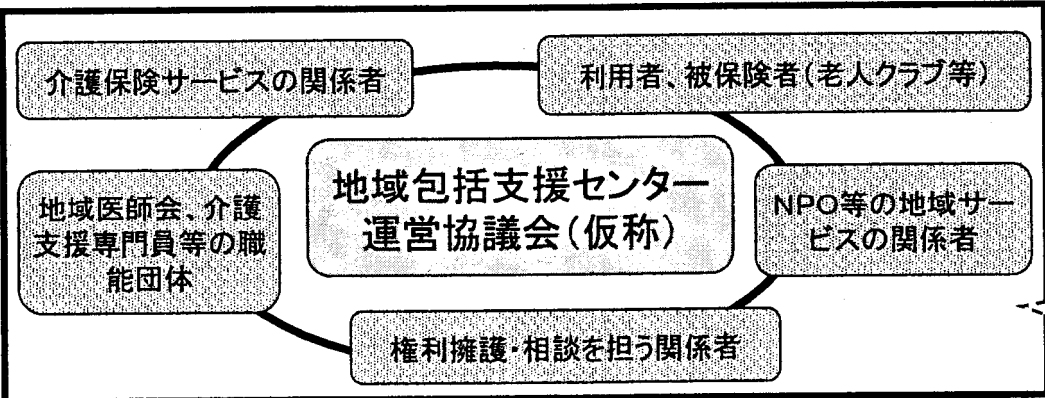 介護保険サービスの関係者
利用者、被保険者(老人クラブ等)
地域包括支援センター
運営協議会(仮称)
地域医師会、介護
支援専門員等の職
能団体
NPO等の地域サー
ビスの関係者
権利擁護・相談を担う関係者